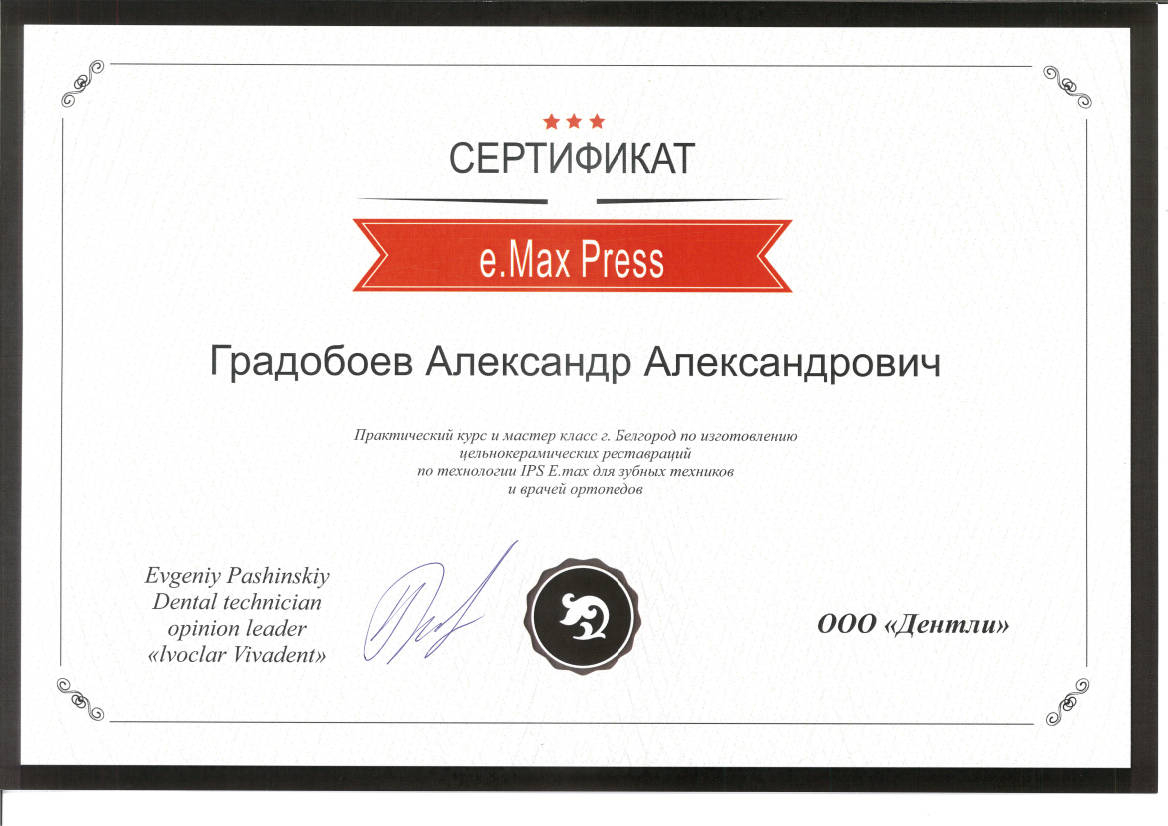 СЕРТИФИКАТ
e.Max Press
Градобоев Александр Александрович
Практический курс и мастер класс г. Белгород по изготовлению
цельнокерамических реставраций
по технологии IPS E.max для зубных техников
и врачей ортопедов
Evgeniy Pashinskiy
Dental technician
opinion leader
«lvoclar Vivadent»
ООО «Дентли»